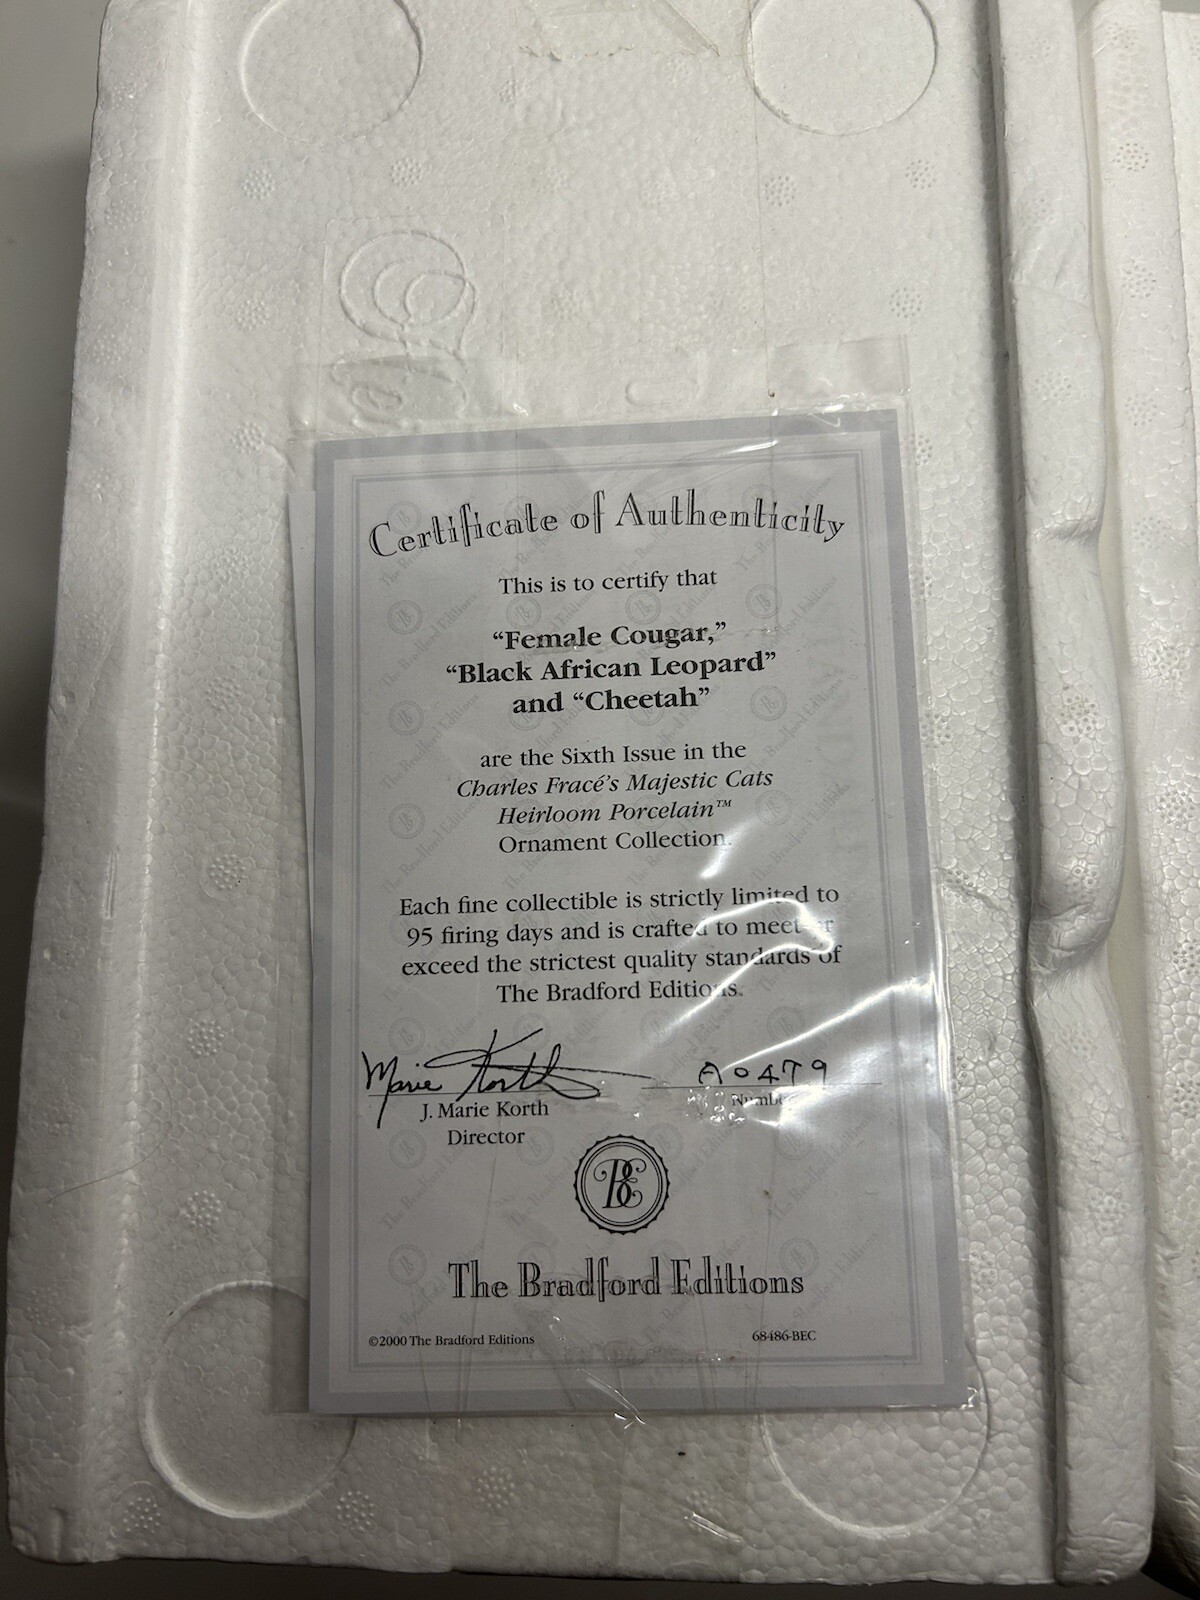 Certificate of Authenticity
This is to certify that
“Female Cougar,”
“Black African Leopard”
and “Cheetah”
are the Sixth Issue in the
Charles Fracé’s Majestic Cats
Heirloom Porcelain™
Ornament Collection.
Each fine collectible is strictly limited to
95 firing days and is crafted to meet or
exceed the strictest quality standards of
The Bradford Editions.
Marie Korth A0479
J. Marie Korth Number
Director
BE
The Bradford Editions
©2000 The Bradford Editions 68486-BEC